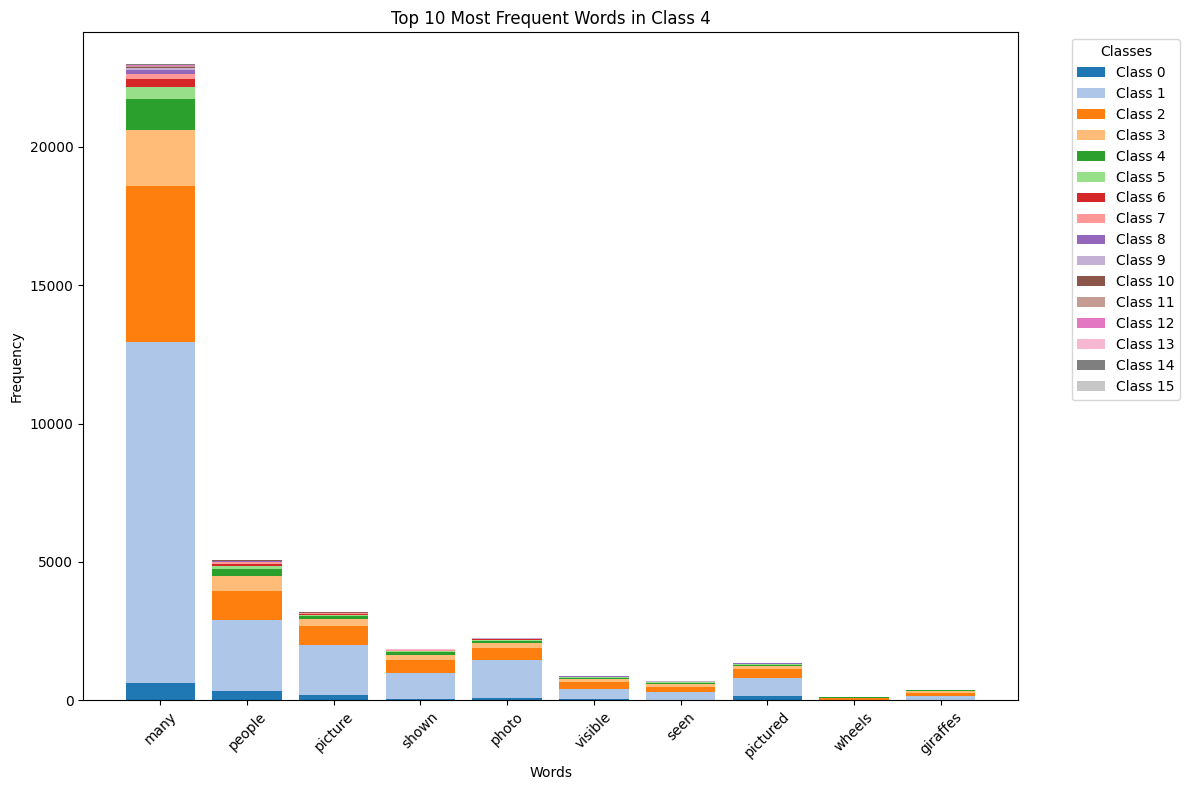 Top 10 Most Frequent Words in Class 4
Frequency
20000
15000
10000
5000
0
many
people
picture
shown
photo
visible
seen
pictured
wheels
giraffes
Words
Classes
Class 0
Class 1
Class 2
Class 3
Class 4
Class 5
Class 6
Class 7
Class 8
Class 9
Class 10
Class 11
Class 12
Class 13
Class 14
Class 15